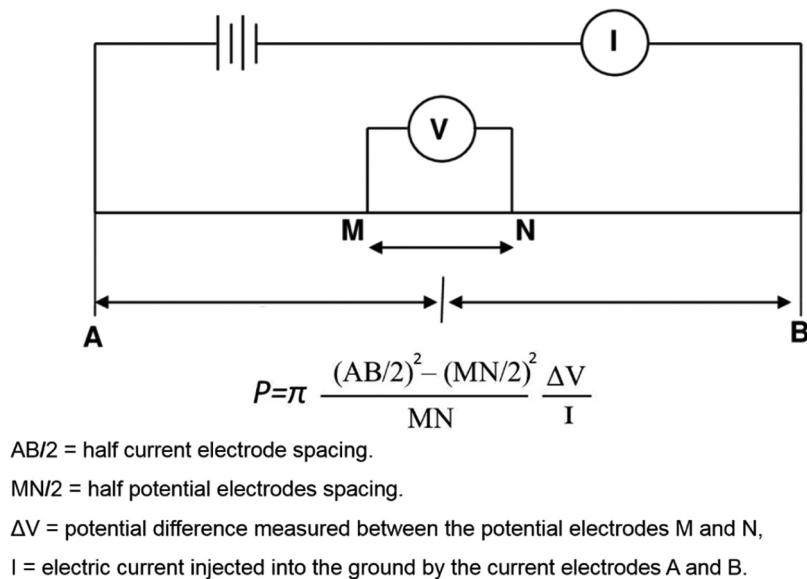 I
V
M N
A B
P=π (AB/2)²– (MN/2)² / MN ΔV / I
AB/2 = half current electrode spacing.
MN/2 = half potential electrodes spacing.
ΔV = potential difference measured between the potential electrodes M and N,
I = electric current injected into the ground by the current electrodes A and B.